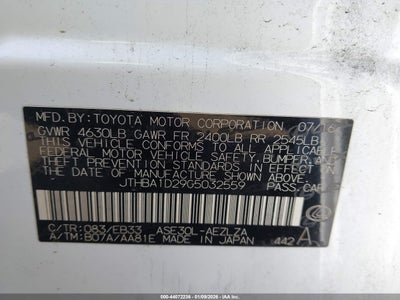 MFD. BY: TOYOTA MOTOR CORPORATION 07/16
GVWR 4630LB GAWR FR 2400LB RR 2545LB
THIS VEHICLE CONFORMS TO ALL APPLICABLE
FEDERAL MOTOR VEHICLE SAFETY, BUMPER, AND
THEFT PREVENTION STANDARDS IN EFFECT ON
THE DATE OF MANUFACTURE SHOWN ABOVE.
JTHBA1D29G5032559 PASS. CAR
C/TR: 083/EB33 ASE30L-AEZLZA
A/TM: B07A/AA81E MADE IN JAPAN 442 A
000-44072236 - 01/09/2026 - IAAI